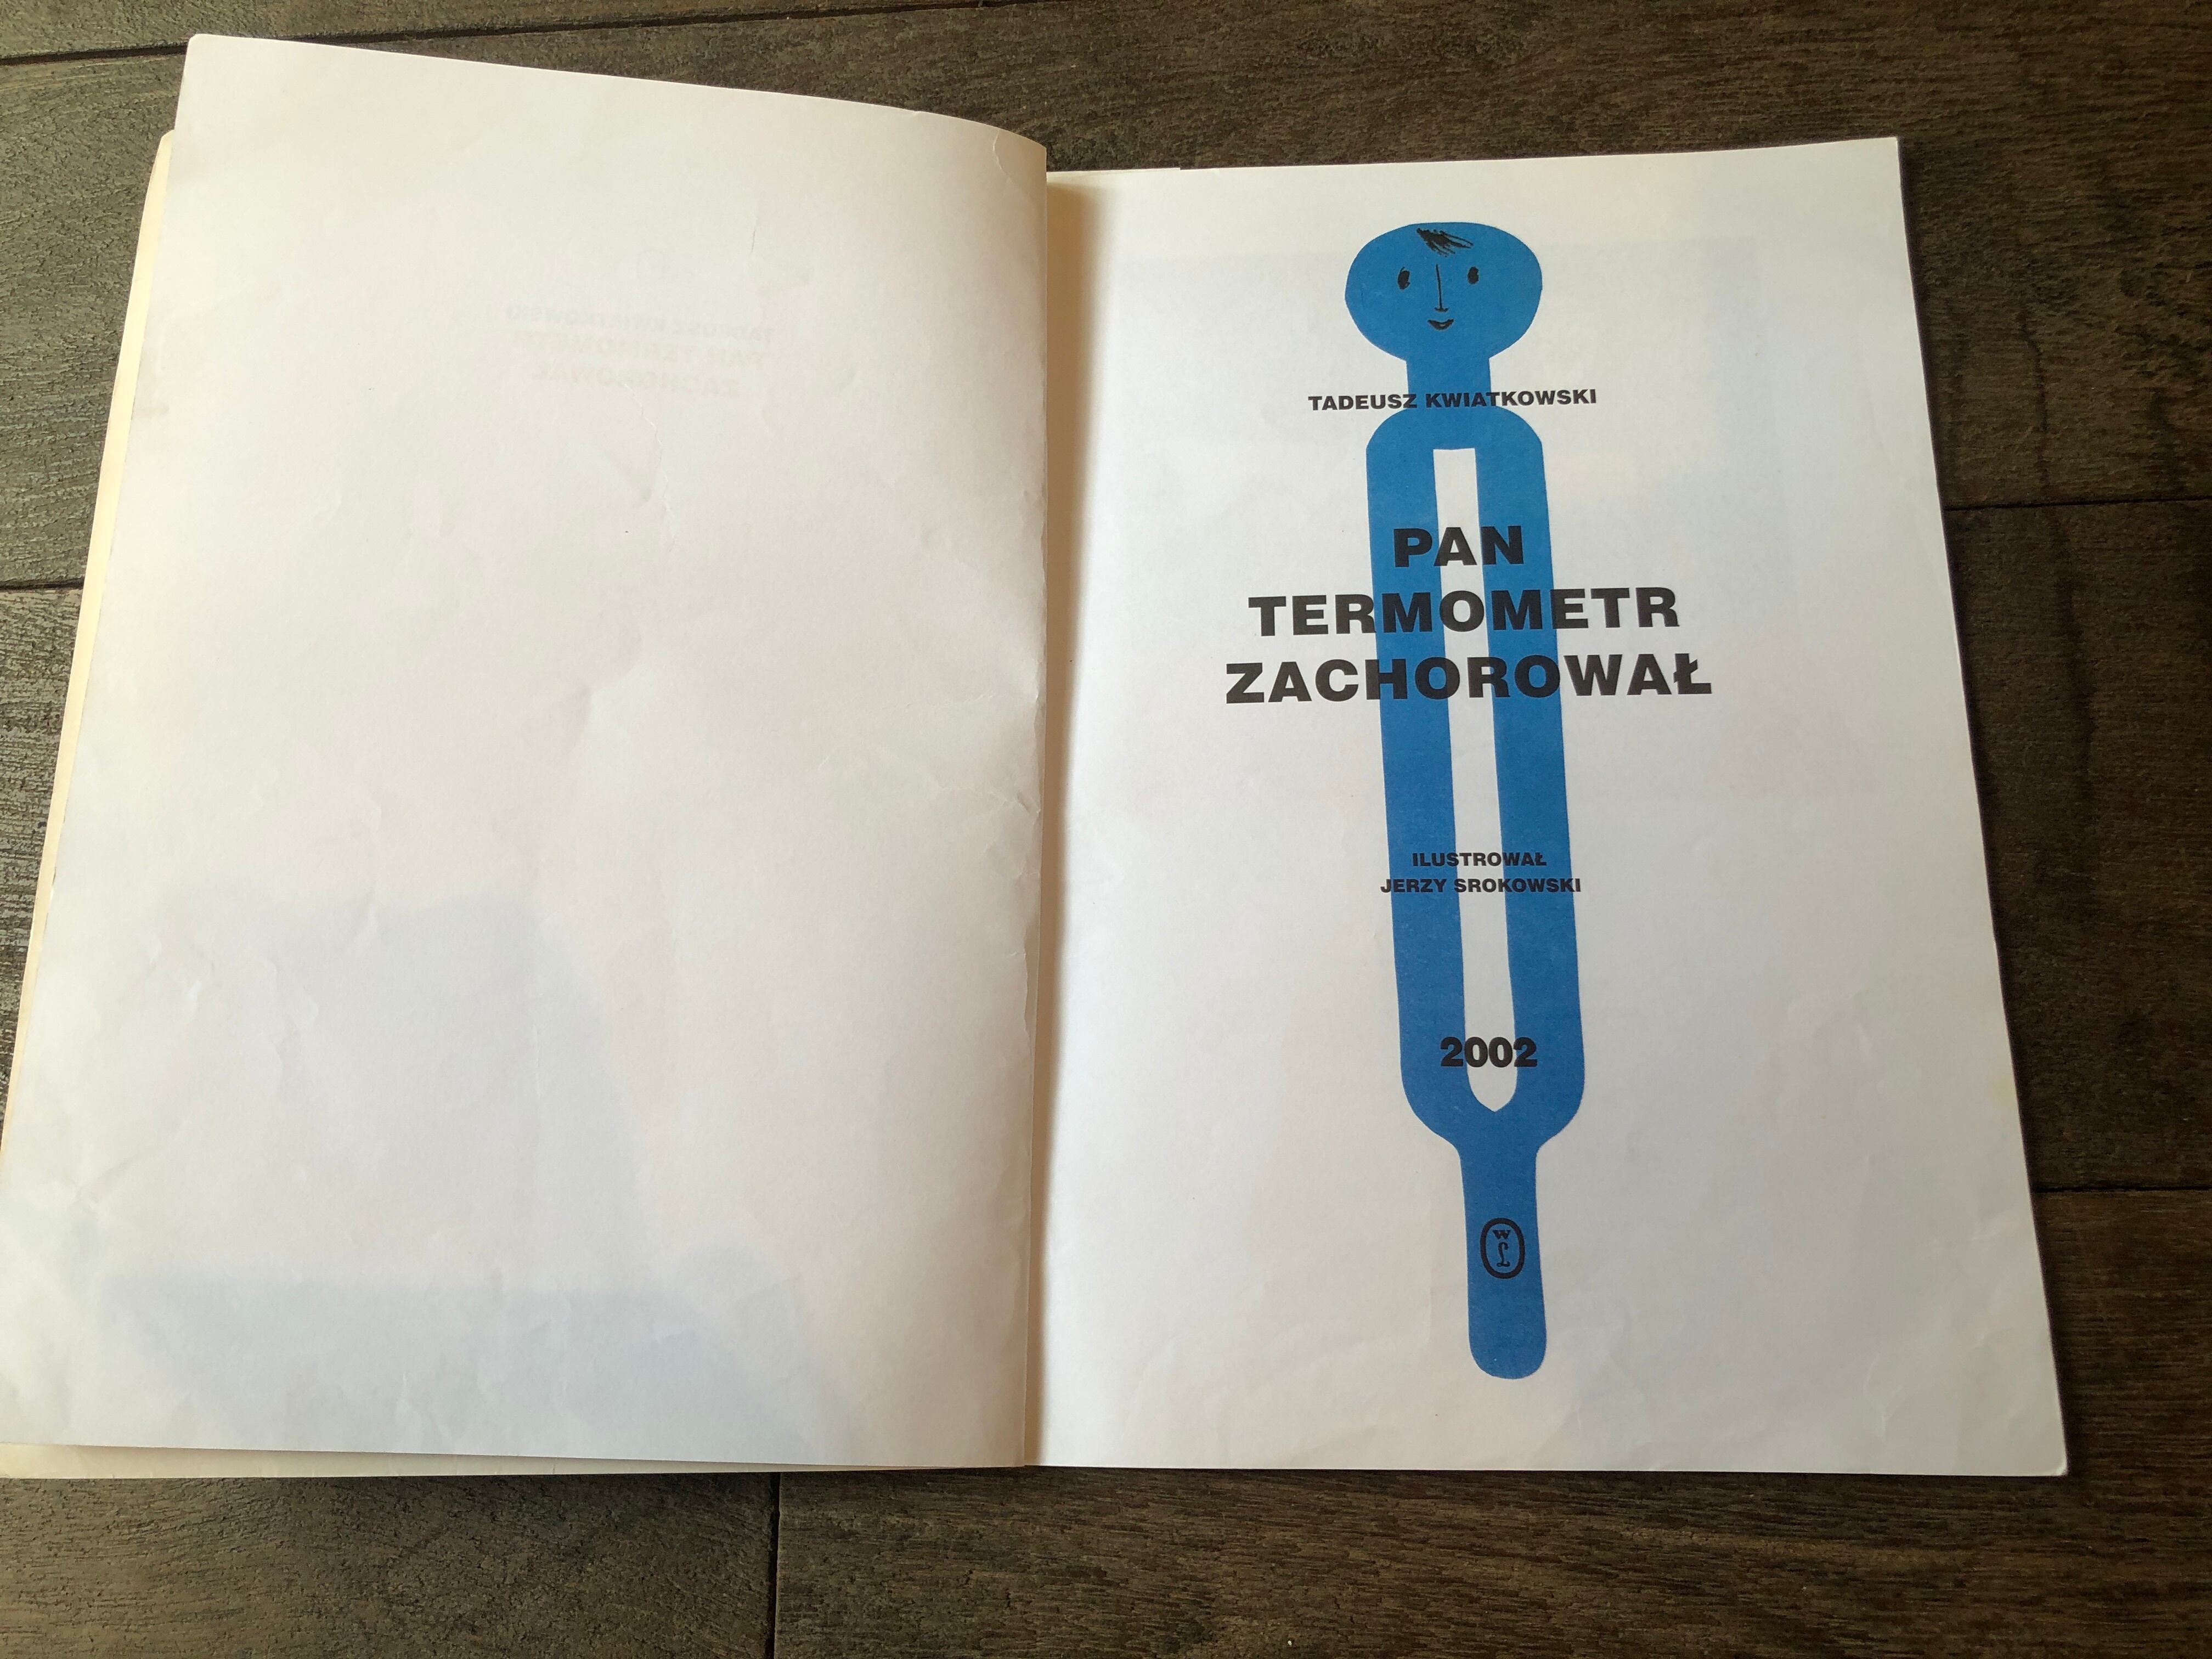 TADEUSZ KWIATKOWSKI
PAN
TERMOMETR
ZACHOROWAŁ
ILUSTROWAŁ
JERZY SROKOWSKI
2002
W
L